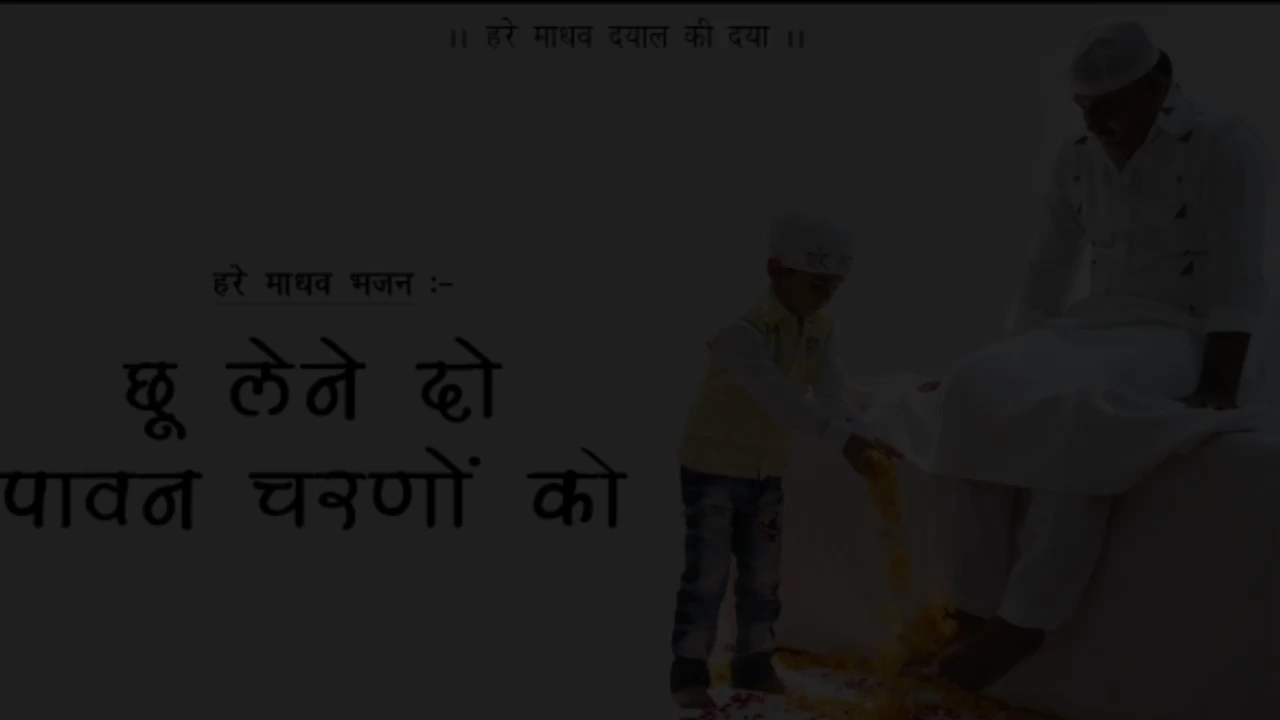 ।। हरे माधव दयाल की दया ।।
हरे माधव भजन :-
छू लेने दो
पावन चरणों को